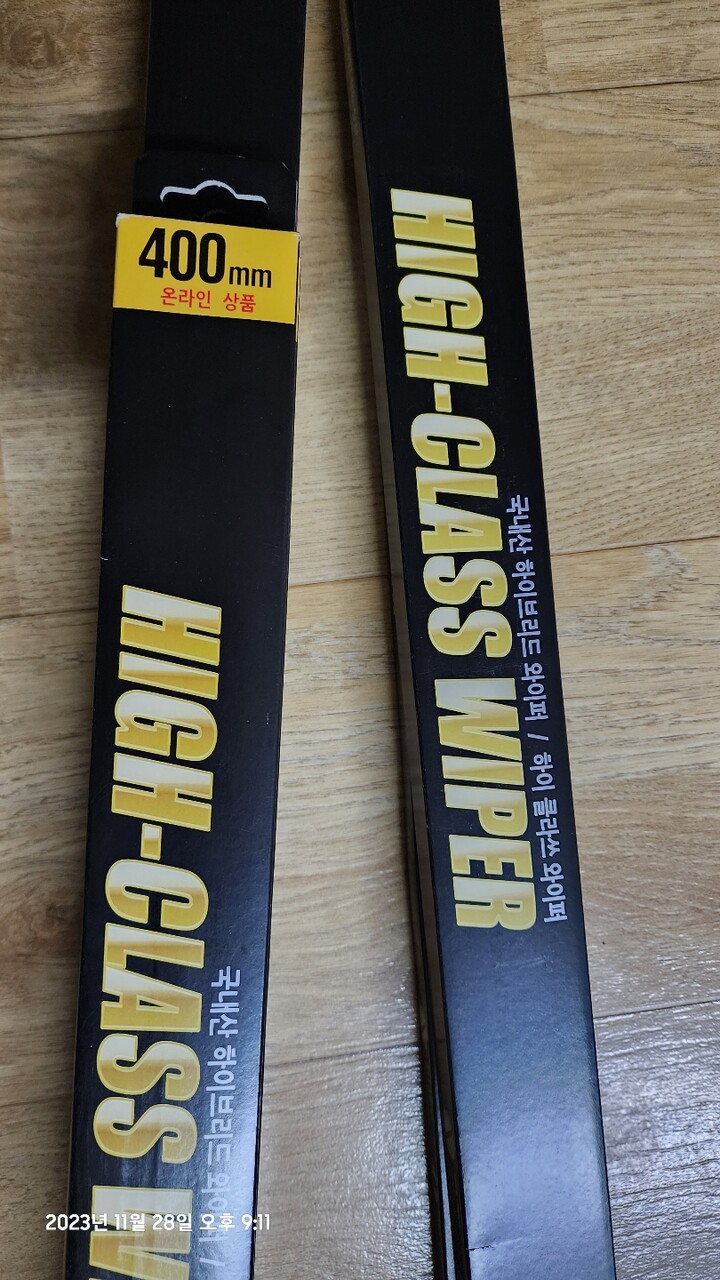 400mm
온라인 상품
HIGH-CLASS W
국내산 하이브리드 와이퍼 /
HIGH-CLASS WIPER
국내산 하이브리드 와이퍼 / 하이 클라쓰 와이퍼
2023년 11월 28일 오후 9:11